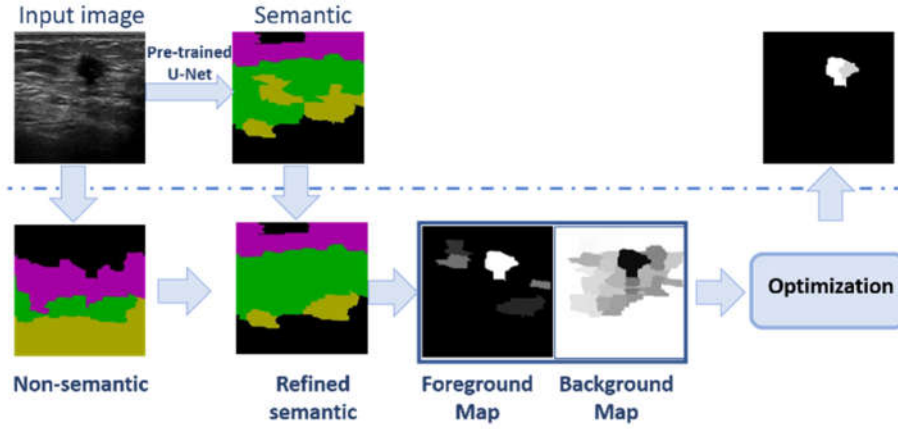 Input image
Semantic
Pre-trained
U-Net
Non-semantic
Refined
semantic
Foreground
Map
Background
Map
Optimization